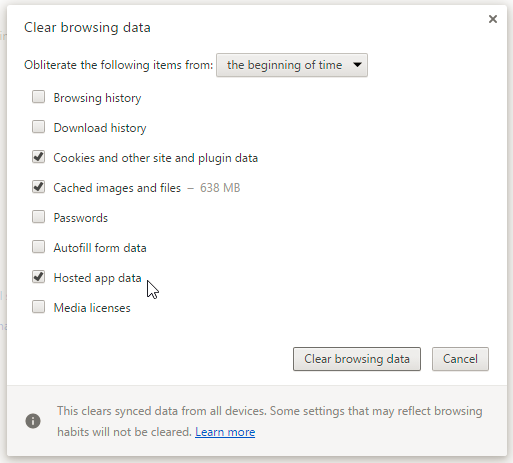 Clear browsing data
Obliterate the following items from: the beginning of time
Browsing history
Download history
Cookies and other site and plugin data
Cached images and files – 638 MB
Passwords
Autofill form data
Hosted app data
Media licenses
Clear browsing data Cancel
This clears synced data from all devices. Some settings that may reflect browsing
habits will not be cleared. Learn more